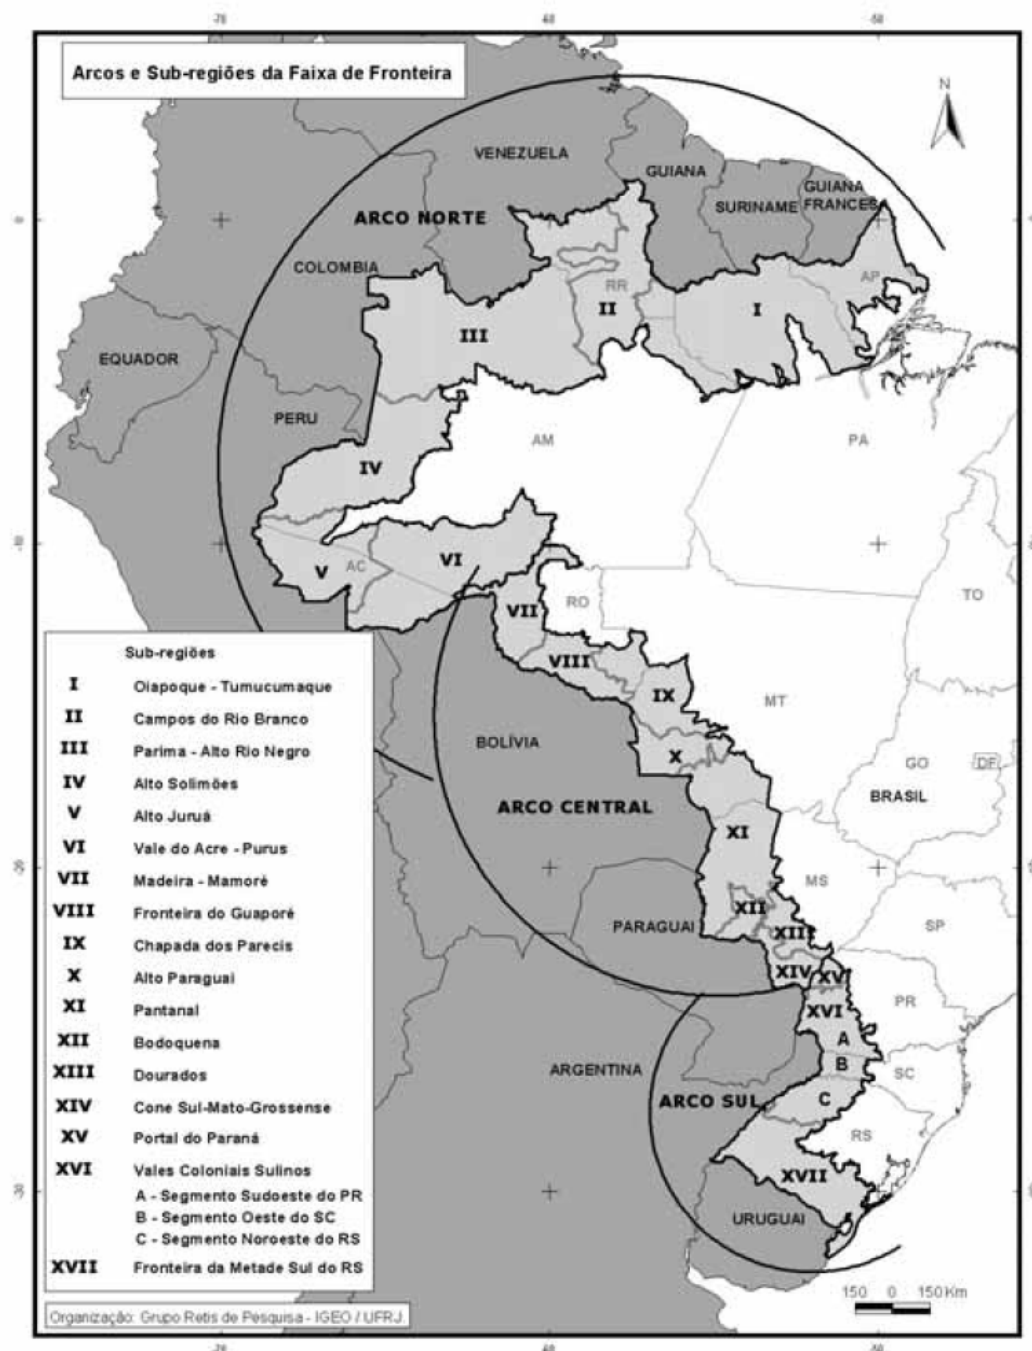 -70
60
-50
Arcos e Sub-regiões da Faixa de Fronteira
N
VENEZUELA
GUIANA
SURINAME
GUIANA
FRANCES
ARCO NORTE
COLOMBIA
AP
RR
I
II
III
EQUADOR
PERU
AM
PA
IV
V
AC
VI
VII
RO
TO
VIII
IX
MT
X
BOLÍVIA
GO
DF
BRASIL
ARCO CENTRAL
XI
MS
XII
PARAGUAI
XIII
SP
XIV
XV
XVI
PR
A
B
ARGENTINA
SC
ARCO SUL
C
RS
XVII
URUGUAI
Sub-regiões
I Oiapoque - Tumucumaque
II Campos do Rio Branco
III Parima - Alto Rio Negro
IV Alto Solimões
V Alto Juruá
VI Vale do Acre - Purus
VII Madeira - Mamoré
VIII Fronteira do Guaporé
IX Chapada dos Parecis
X Alto Paraguai
XI Pantanal
XII Bodoquena
XIII Dourados
XIV Cone Sul-Mato-Grossense
XV Portal do Paraná
XVI Vales Coloniais Sulinos
A - Segmento Sudoeste do PR
B - Segmento Oeste do SC
C - Segmento Noroeste do RS
XVII Fronteira da Metade Sul do RS
150 0 150 Km
Organização: Grupo Retis de Pesquisa - IGEO / UFRJ.